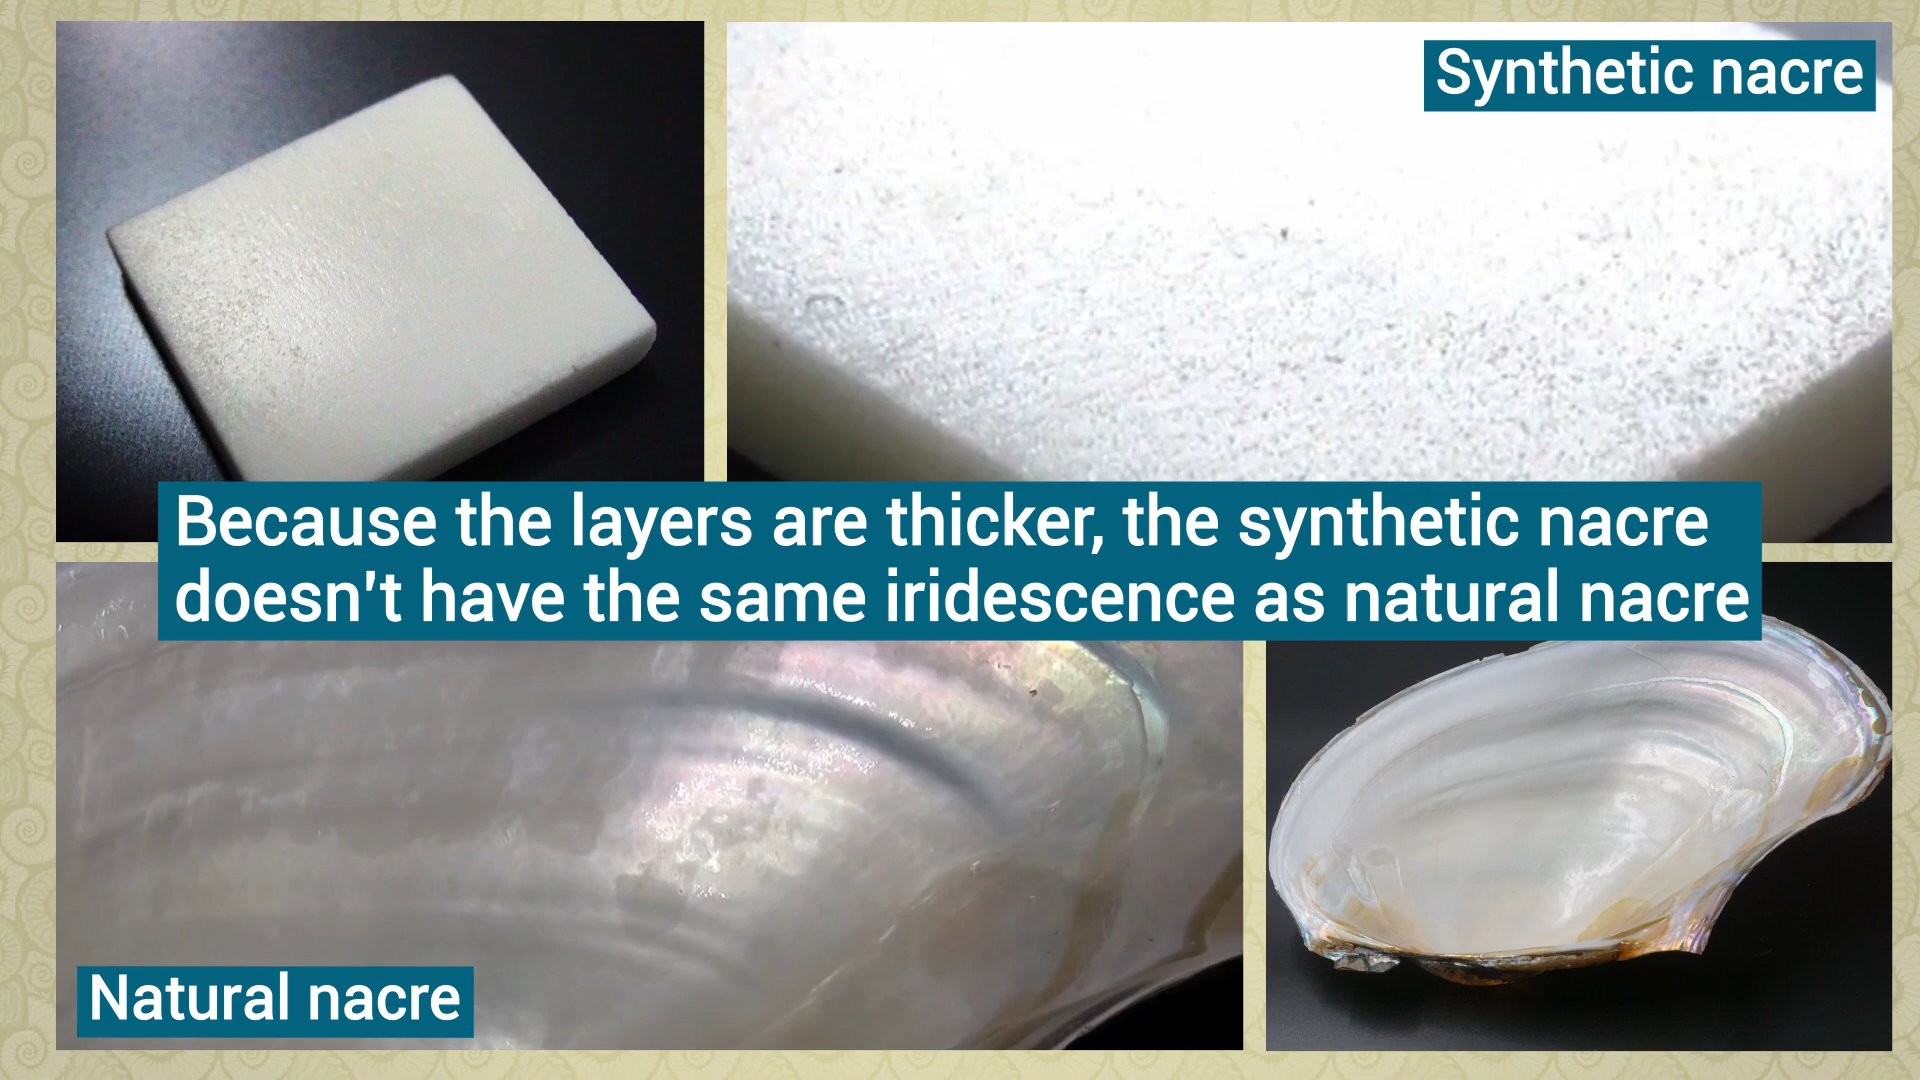 Synthetic nacre
Because the layers are thicker, the synthetic nacre
doesn't have the same iridescence as natural nacre
Natural nacre